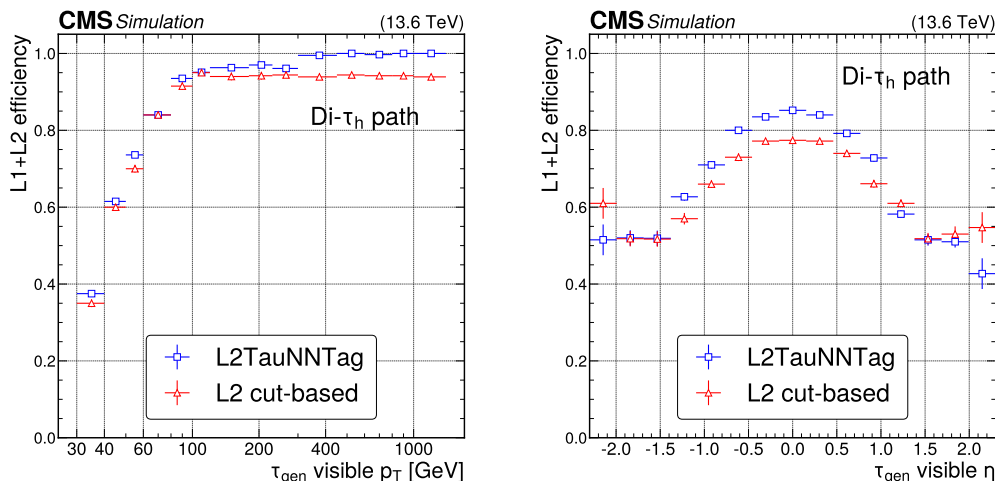 CMS Simulation (13.6 TeV)
L1+L2 efficiency
1.0
0.8
0.6
0.4
0.2
0.0
Di-τh path
L2TauNNTag
L2 cut-based
30 40 60 100 200 400 1000
τgen visible pT [GeV]
CMS Simulation (13.6 TeV)
L1+L2 efficiency
1.0
0.8
0.6
0.4
0.2
0.0
Di-τh path
L2TauNNTag
L2 cut-based
-2.0 -1.5 -1.0 -0.5 0.0 0.5 1.0 1.5 2.0
τgen visible η